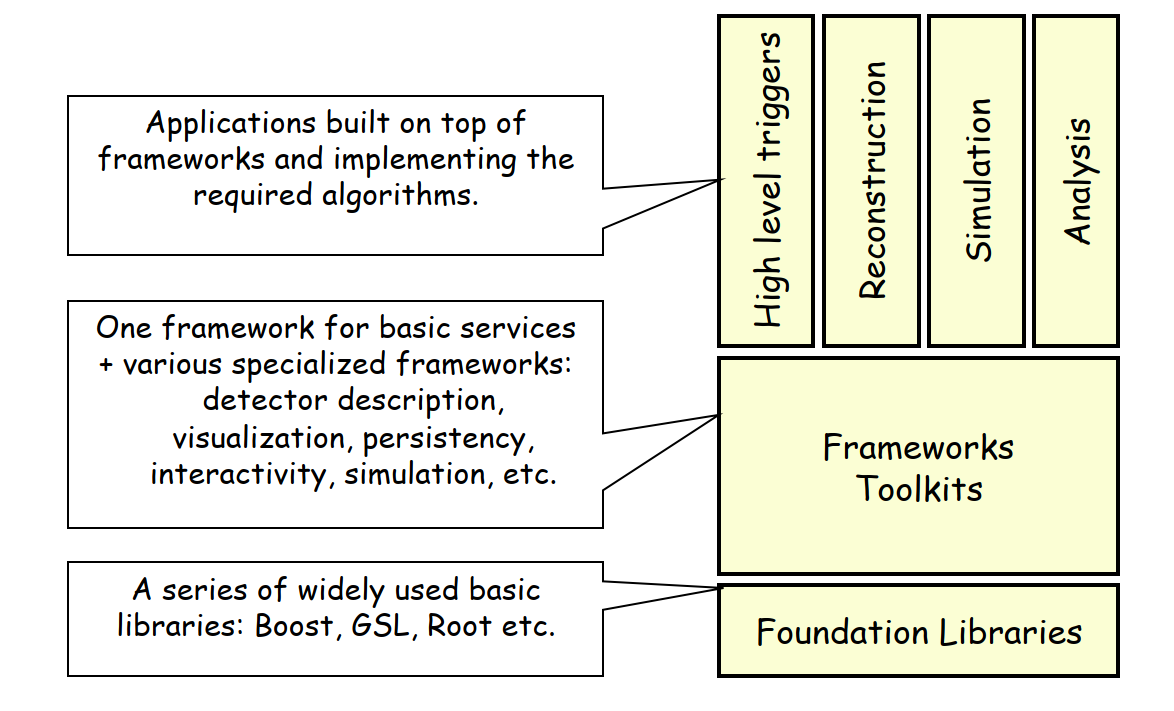 Applications built on top of
frameworks and implementing the
required algorithms.
One framework for basic services
+ various specialized frameworks:
detector description,
visualization, persistency,
interactivity, simulation, etc.
A series of widely used basic
libraries: Boost, GSL, Root etc.
High level triggers
Reconstruction
Simulation
Analysis
Frameworks
Toolkits
Foundation Libraries